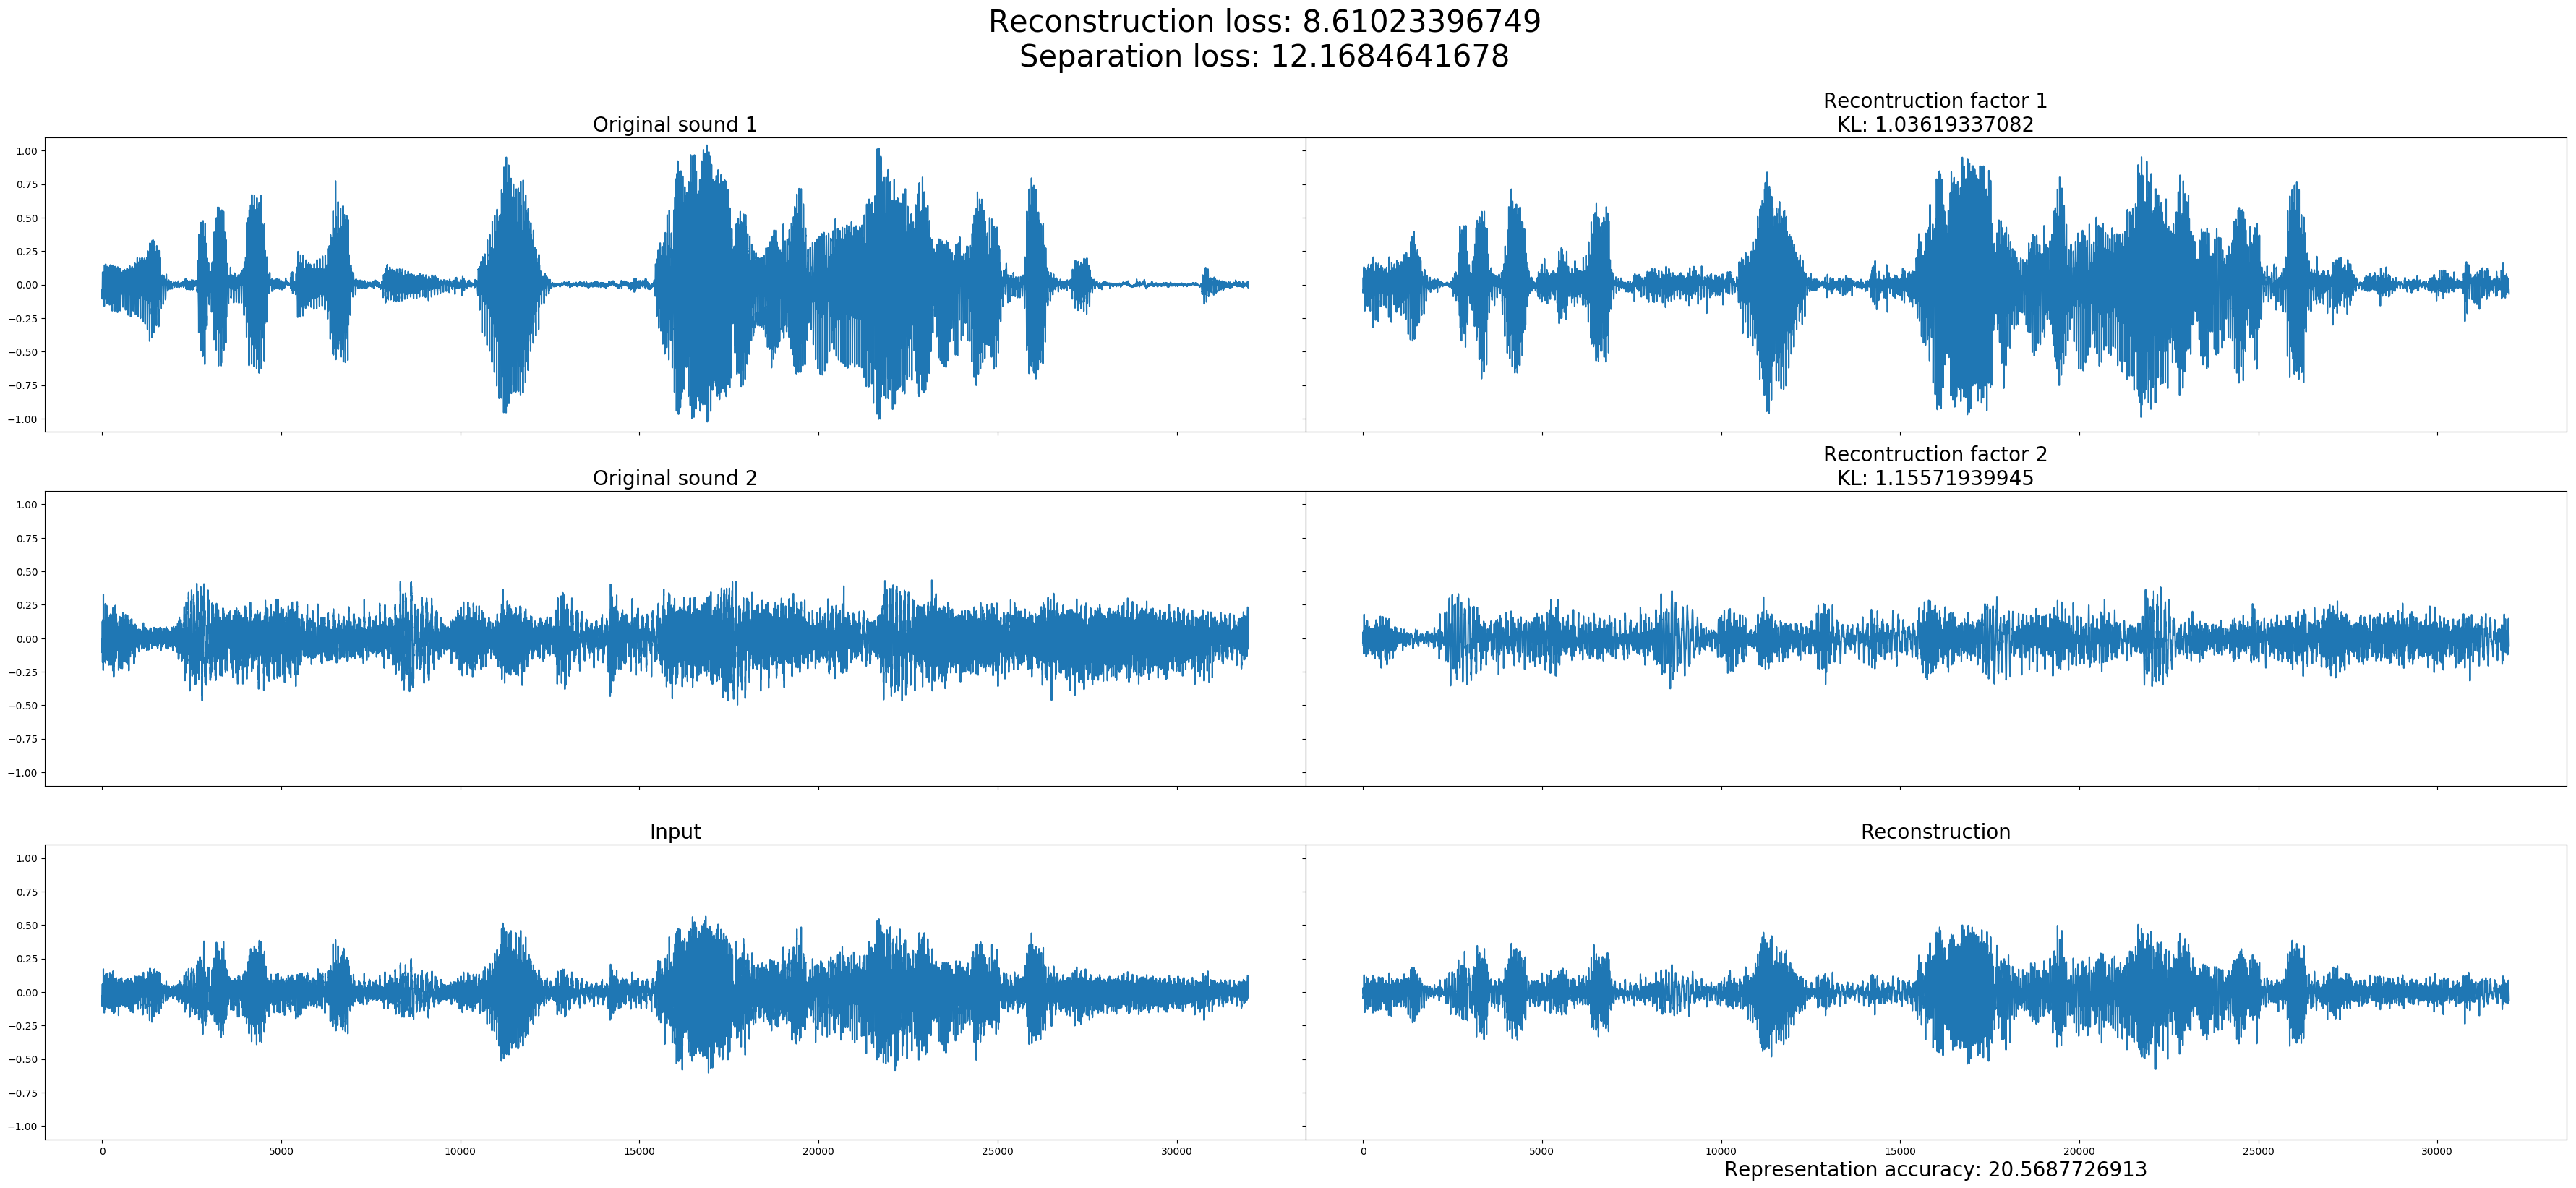 Reconstruction loss: 8.61023396749
Separation loss: 12.1684641678
Original sound 1
Recontruction factor 1
KL: 1.03619337082
1.00
0.75
0.50
0.25
0.00
−0.25
−0.50
−0.75
−1.00
Original sound 2
Recontruction factor 2
KL: 1.15571939945
1.00
0.75
0.50
0.25
0.00
−0.25
−0.50
−0.75
−1.00
Input
Reconstruction
1.00
0.75
0.50
0.25
0.00
−0.25
−0.50
−0.75
−1.00
0 5000 10000 15000 20000 25000 30000 0 5000 10000 15000 20000 25000 30000
Representation accuracy: 20.5687726913